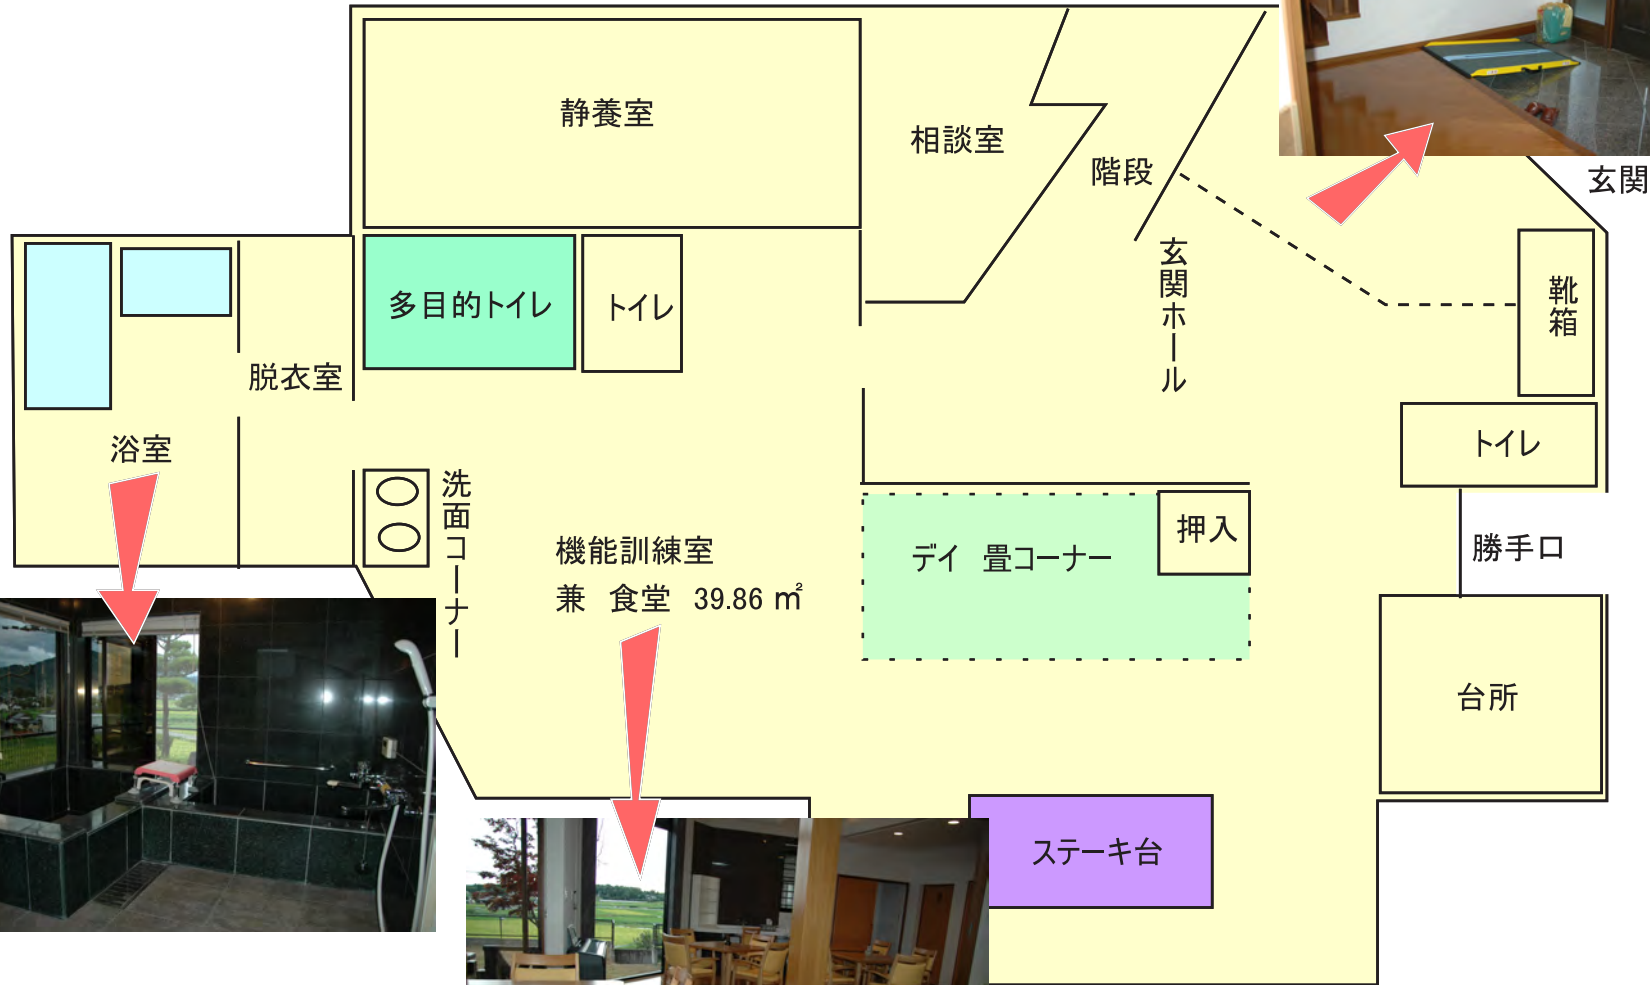 静養室
相談室
階段
玄関
玄関ホール
靴箱
多目的トイレ
トイレ
脱衣室
浴室
トイレ
洗面コーナー
機能訓練室
兼 食堂 39.86 ㎡
デイ 畳コーナー
押入
勝手口
台所
ステーキ台